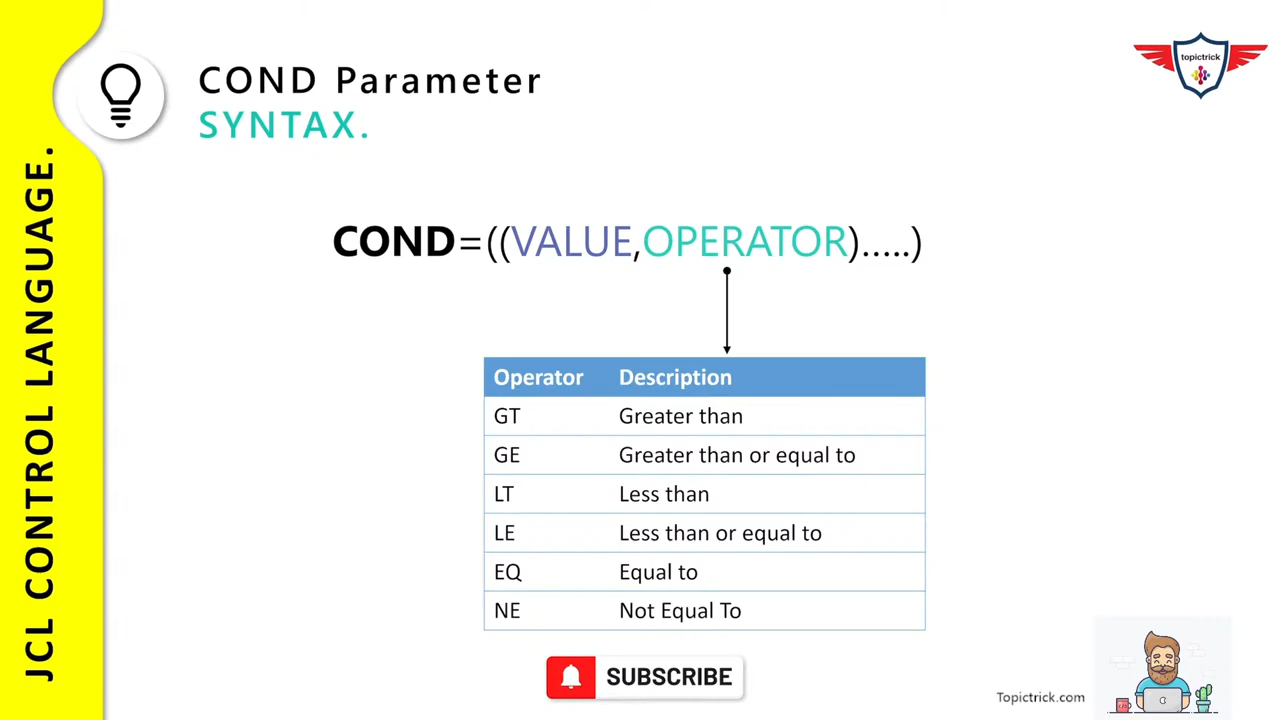 COND Parameter
SYNTAX.
topictrick
JCL CONTROL LANGUAGE.
COND=((VALUE,OPERATOR).....)
Operator Description
GT Greater than
GE Greater than or equal to
LT Less than
LE Less than or equal to
EQ Equal to
NE Not Equal To
SUBSCRIBE
Topictrick.com